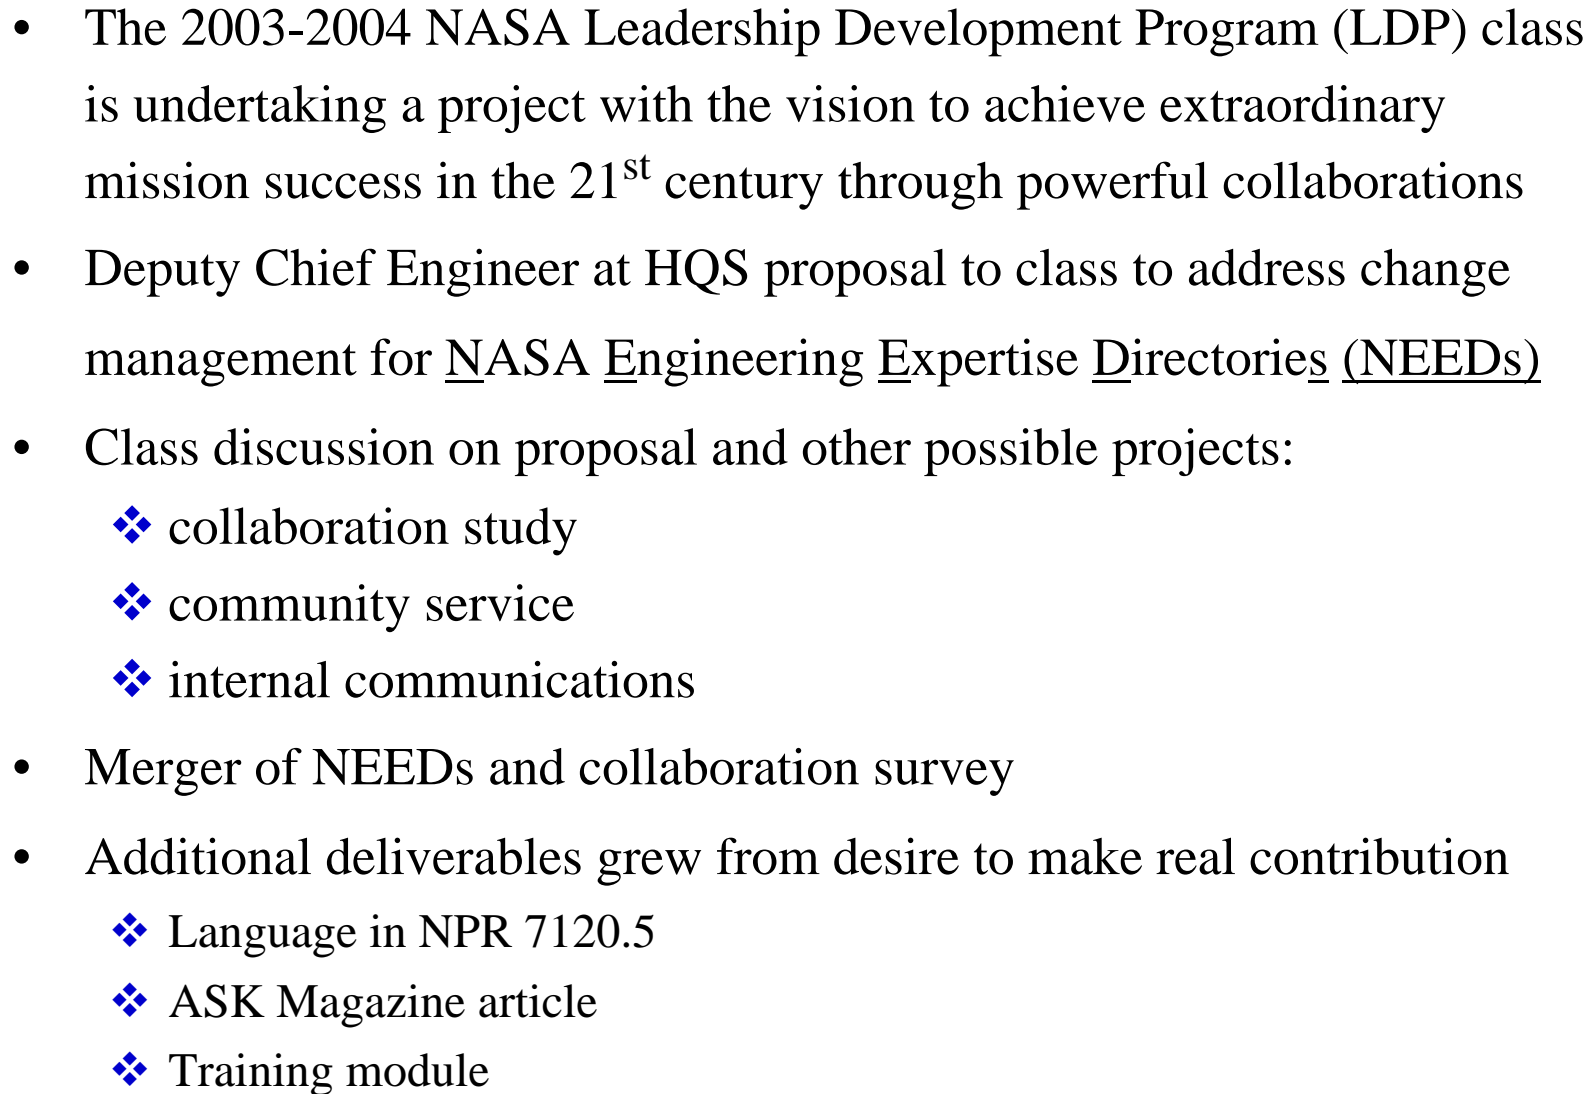 • The 2003-2004 NASA Leadership Development Program (LDP) class
is undertaking a project with the vision to achieve extraordinary
mission success in the 21st century through powerful collaborations
• Deputy Chief Engineer at HQS proposal to class to address change
management for NASA Engineering Expertise Directories (NEEDs)
• Class discussion on proposal and other possible projects:
❖ collaboration study
❖ community service
❖ internal communications
• Merger of NEEDs and collaboration survey
• Additional deliverables grew from desire to make real contribution
❖ Language in NPR 7120.5
❖ ASK Magazine article
❖ Training module